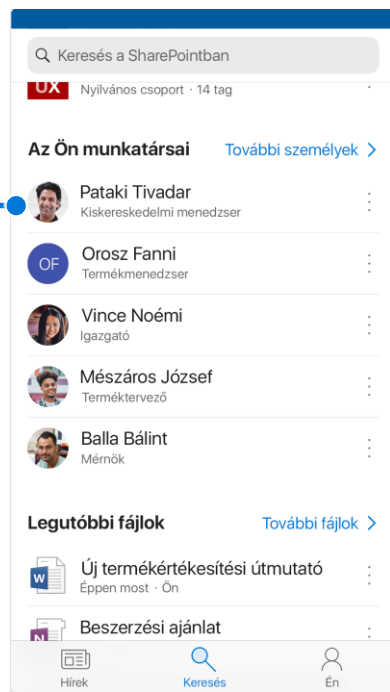 Keresés a SharePointban
UX
Nyilvános csoport · 14 tag
Az Ön munkatársai
További személyek >
Pataki Tivadar
Kiskereskedelmi menedzser
OF
Orosz Fanni
Termékmenedzser
Vince Noémi
Igazgató
Mészáros József
Terméktervező
Balla Bálint
Mérnök
Legutóbbi fájlok
További fájlok >
W
Új termékértékesítési útmutató
Éppen most · Ön
N
Beszerzési ajánlat
Hírek
Keresés
Én